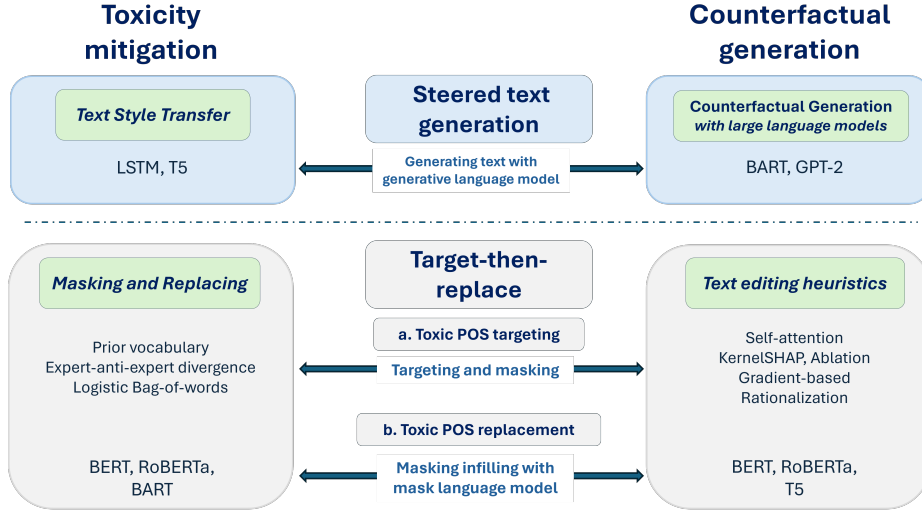 Toxicity
mitigation
Counterfactual
generation
Text Style Transfer
LSTM, T5
Steered text
generation
Generating text with
generative language model
Counterfactual Generation
with large language models
BART, GPT-2
Masking and Replacing
Prior vocabulary
Expert-anti-expert divergence
Logistic Bag-of-words
BERT, RoBERTa,
BART
Target-then-
replace
a. Toxic POS targeting
Targeting and masking
b. Toxic POS replacement
Masking infilling with
mask language model
Text editing heuristics
Self-attention
KernelSHAP, Ablation
Gradient-based
Rationalization
BERT, RoBERTa,
T5